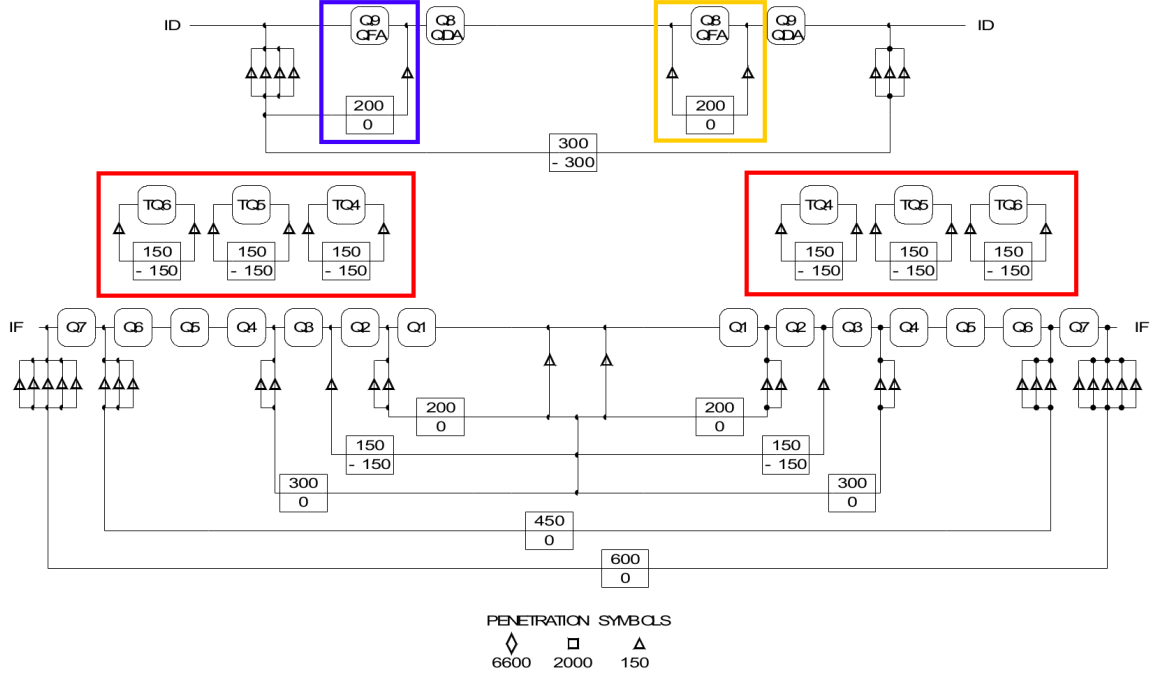 ID Q9 Q8 Q8 Q9 ID
QFA QDA QFA QDA
200 200
0 0
300
- 300
TQ6 TQ5 TQ4 TQ4 TQ5 TQ6
150 150 150 150 150 150
- 150 - 150 - 150 - 150 - 150 - 150
IF Q7 Q6 Q5 Q4 Q3 Q2 Q1 Q1 Q2 Q3 Q4 Q5 Q6 Q7 IF
200 200
0 0
150 150
- 150 - 150
300 300
0 0
450
0
600
0
PENETRATION SYMBOLS
6600 2000 150